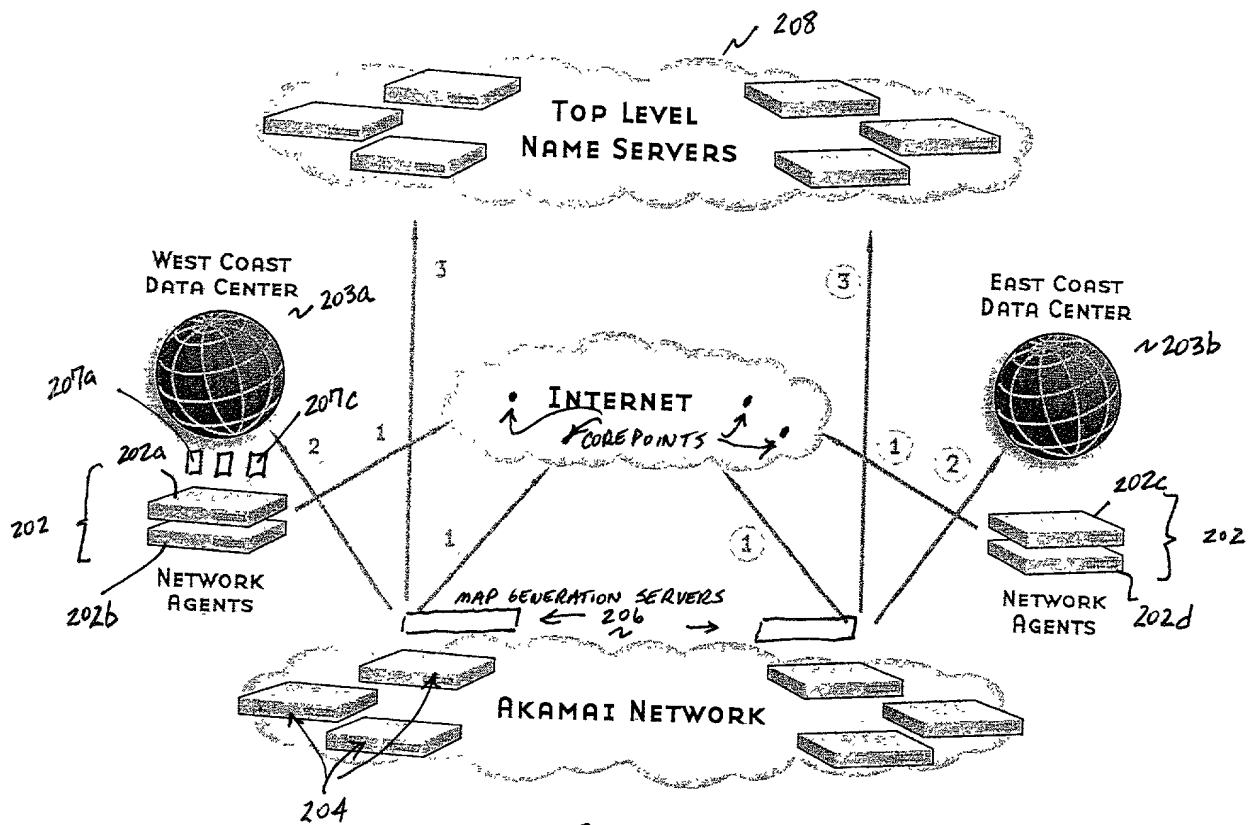 208
TOP LEVEL
NAME SERVERS
WEST COAST
DATA CENTER
203a
3
3
EAST COAST
DATA CENTER
203b
207a
207c
INTERNET
CORE POINTS
2
1
1
2
202a
202
202b
NETWORK
AGENTS
1
1
202c
202
202d
NETWORK
AGENTS
MAP GENERATION SERVERS
206
AKAMAI NETWORK
204